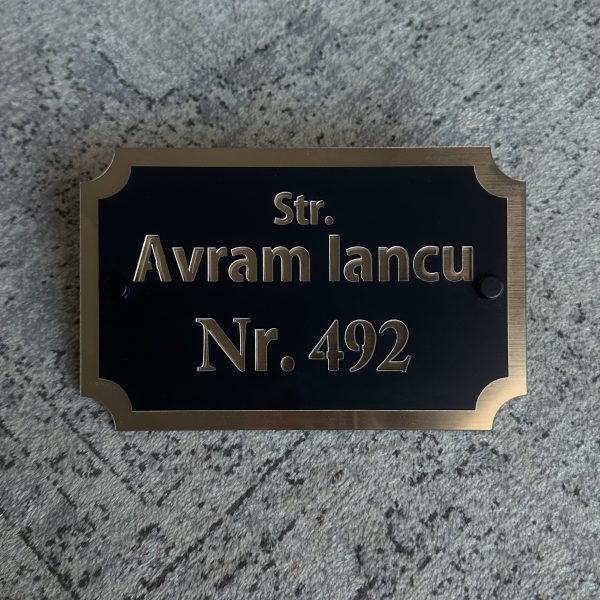 Str.
Avram Iancu
Nr. 492